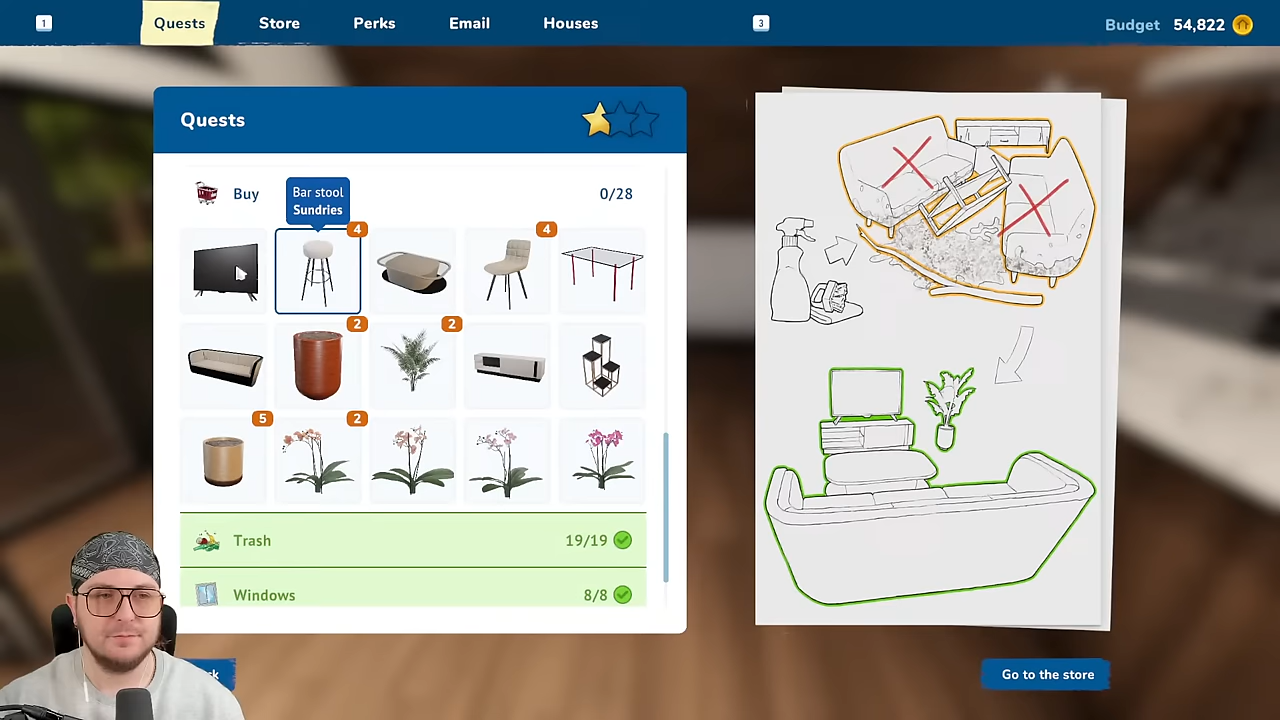 1
Quests
Store
Perks
Email
Houses
3
Budget 54,822
Quests
Buy
Bar stool
Sundries
0/28
4
4
2
2
5
2
Trash
19/19
Windows
8/8
Go to the store